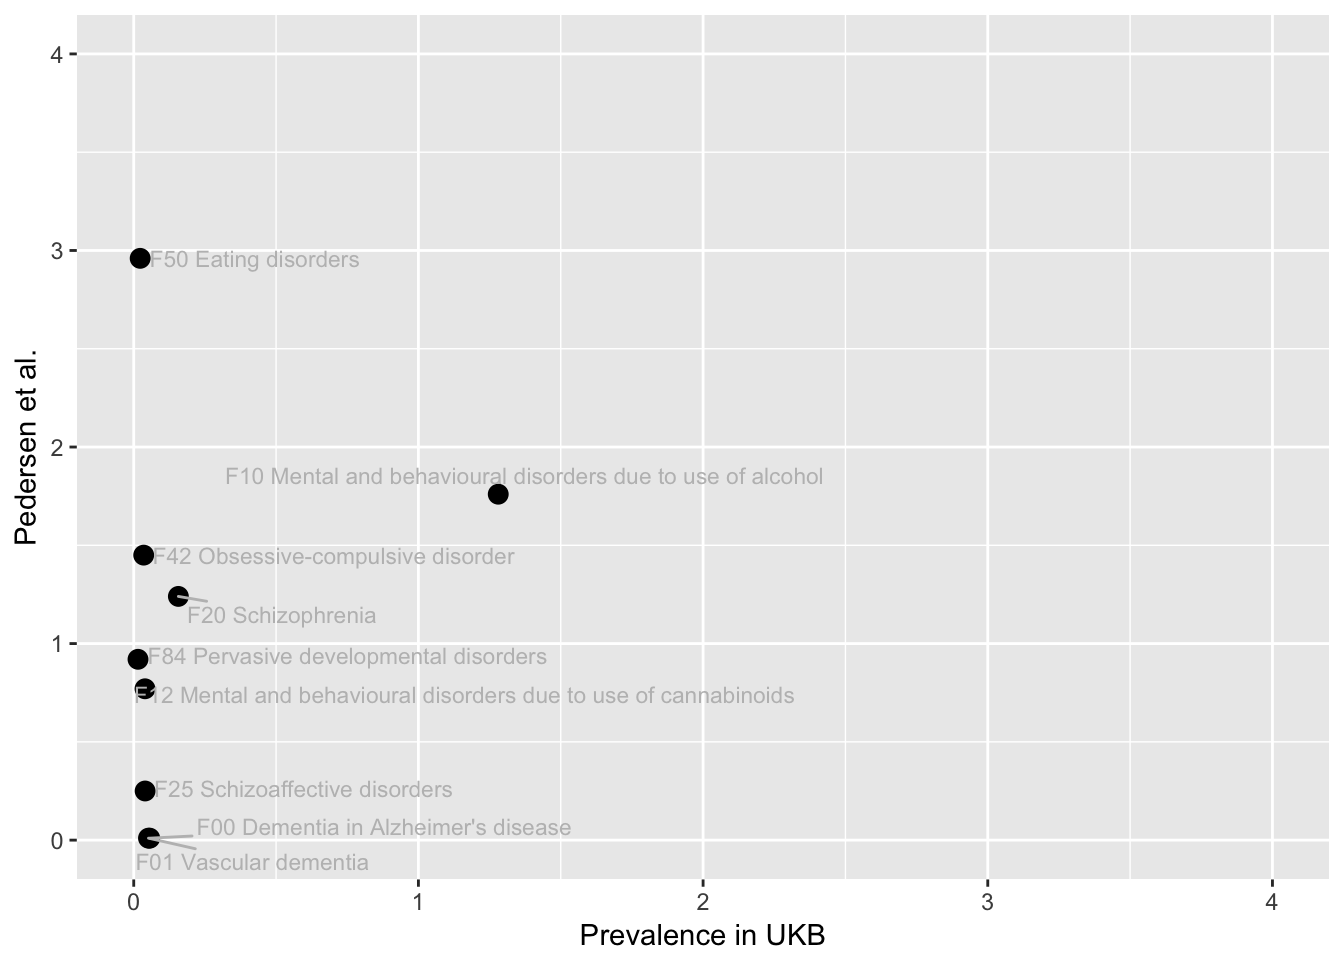 4
3
2
1
0
Pedersen et al.
F50 Eating disorders
F10 Mental and behavioural disorders due to use of alcohol
F42 Obsessive-compulsive disorder
F20 Schizophrenia
F84 Pervasive developmental disorders
F12 Mental and behavioural disorders due to use of cannabinoids
F25 Schizoaffective disorders
F00 Dementia in Alzheimer's disease
F01 Vascular dementia
0 1 2 3 4
Prevalence in UKB